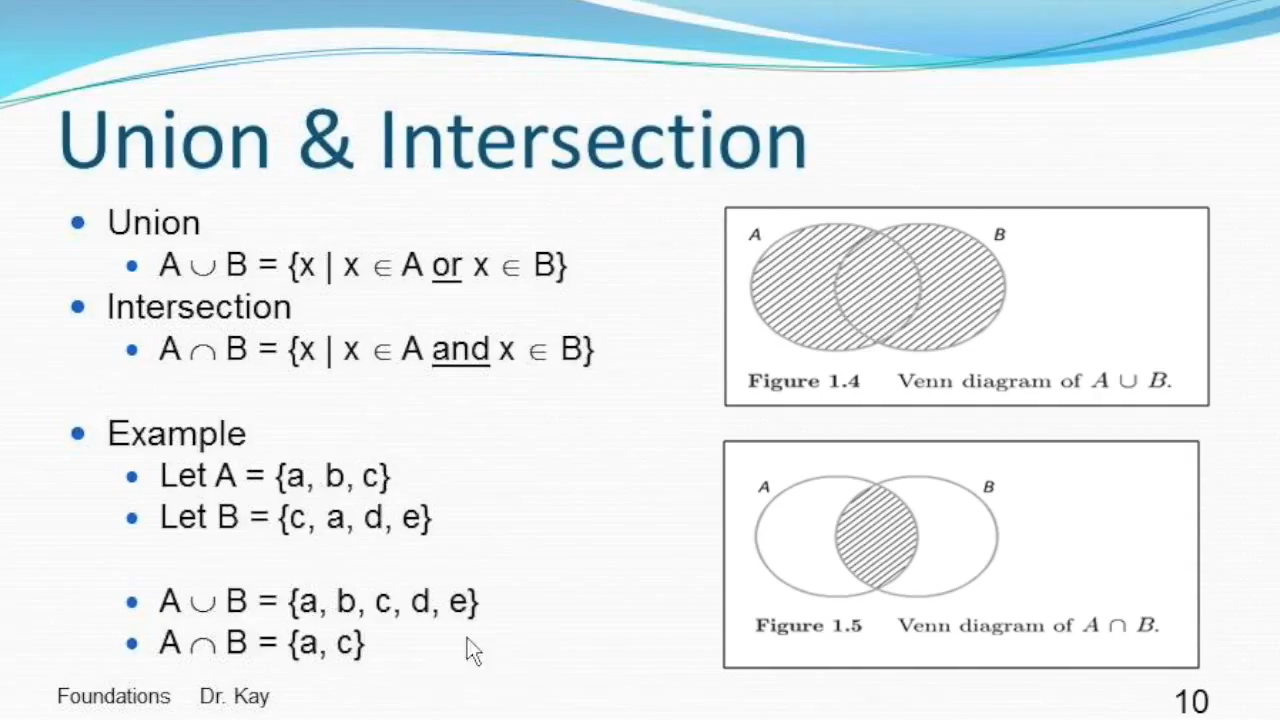 Union & Intersection
• Union
• A ∪ B = {x | x ∈ A or x ∈ B}
• Intersection
• A ∩ B = {x | x ∈ A and x ∈ B}
• Example
• Let A = {a, b, c}
• Let B = {c, a, d, e}
• A ∪ B = {a, b, c, d, e}
• A ∩ B = {a, c}
A B
Figure 1.4 Venn diagram of A ∪ B.
A B
Figure 1.5 Venn diagram of A ∩ B.
Foundations Dr. Kay
10